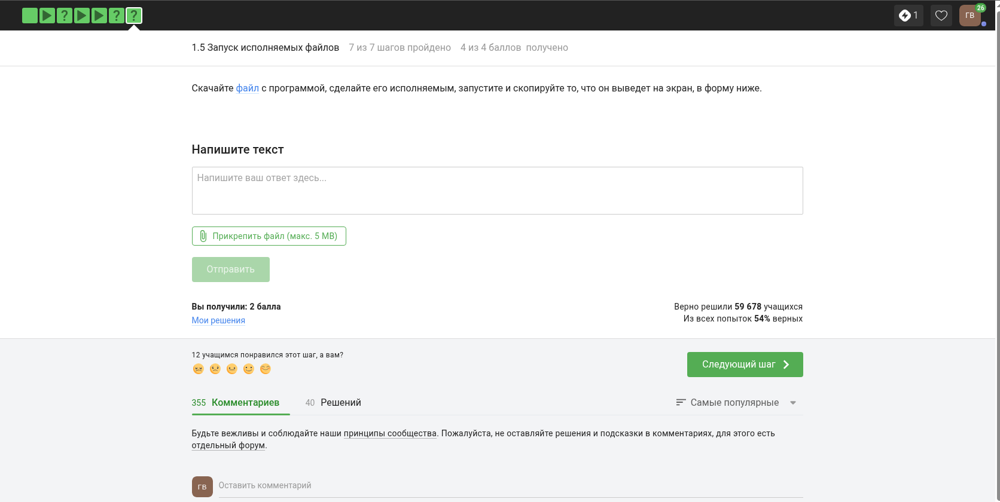 ? ? ?
1
ГВ
26
1.5 Запуск исполняемых файлов 7 из 7 шагов пройдено 4 из 4 баллов получено
Скачайте файл с программой, сделайте его исполняемым, запустите и скопируйте то, что он выведет на экран, в форму ниже.
Напишите текст
Напишите ваш ответ здесь...
Прикрепить файл (макс. 5 MB)
Отправить
Вы получили: 2 балла
Мои решения
Верно решили 59 678 учащихся
Из всех попыток 54% верных
12 учащимся понравился этот шаг, а вам?
Следующий шаг
355 Комментариев 40 Решений Самые популярные
Будьте вежливы и соблюдайте наши принципы сообщества. Пожалуйста, не оставляйте решения и подсказки в комментариях, для этого есть
отдельный форум.
ГВ Оставить комментарий